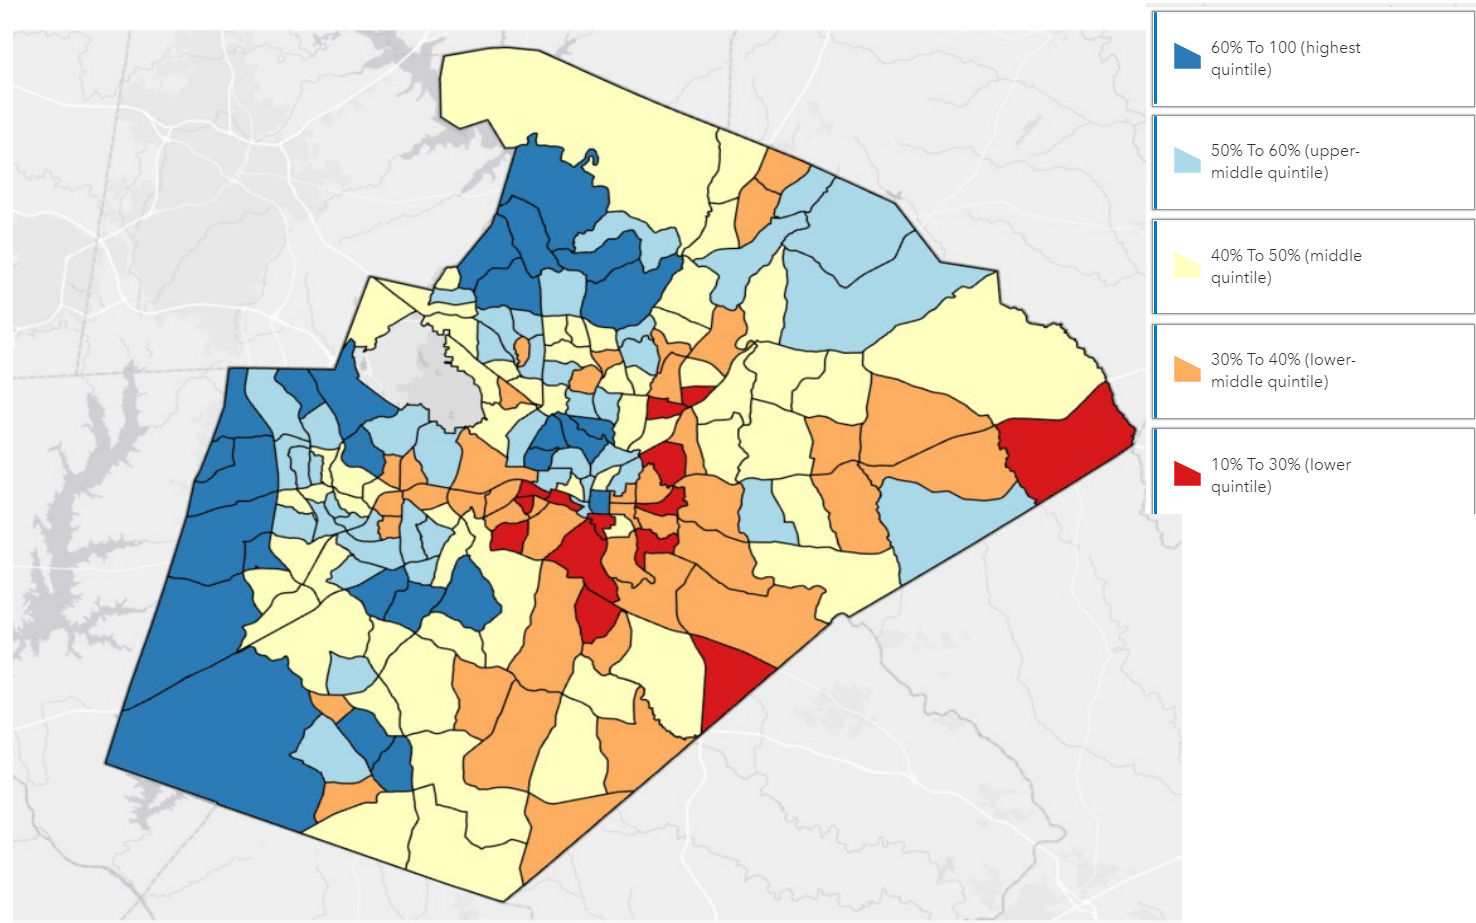 60% To 100 (highest
quintile)
50% To 60% (upper-
middle quintile)
40% To 50% (middle
quintile)
30% To 40% (lower-
middle quintile)
10% To 30% (lower
quintile)